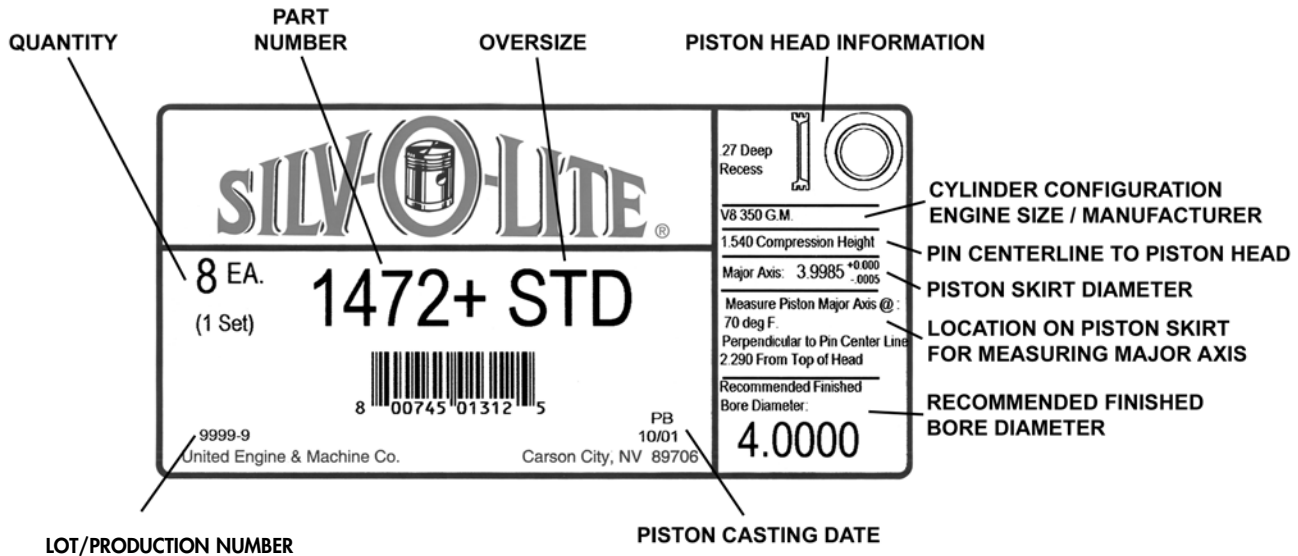 QUANTITY
PART
NUMBER
OVERSIZE
PISTON HEAD INFORMATION
SILV-O-LITE®
8 EA.
(1 Set)
1472+ STD
8 00745 01312 5
9999-9
United Engine & Machine Co.
PB
10/01
Carson City, NV 89706
.27 Deep
Recess
V8 350 G.M.
1.540 Compression Height
Major Axis: 3.9985 +0.000
-.0005
Measure Piston Major Axis @ :
70 deg F.
Perpendicular to Pin Center Line
2.290 From Top of Head
Recommended Finished
Bore Diameter:
4.0000
CYLINDER CONFIGURATION
ENGINE SIZE / MANUFACTURER
PIN CENTERLINE TO PISTON HEAD
PISTON SKIRT DIAMETER
LOCATION ON PISTON SKIRT
FOR MEASURING MAJOR AXIS
RECOMMENDED FINISHED
BORE DIAMETER
LOT/PRODUCTION NUMBER
PISTON CASTING DATE